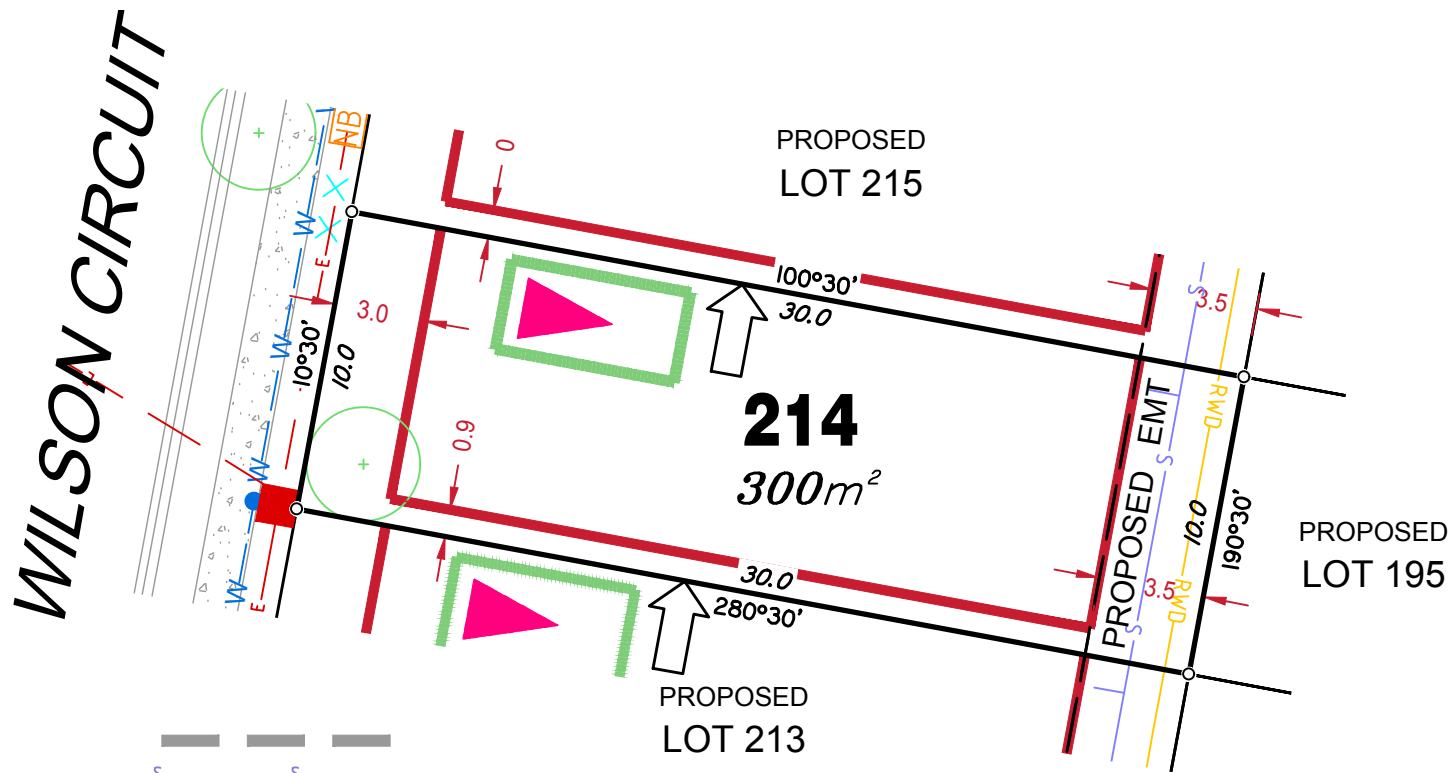 WILSON CIRCUIT
NB
PROPOSED
LOT 215
0
W
E
3.0
10°30'
10.0
100°30'
30.0
3.5
S
RWD
W
0.9
214
300m²
PROPOSED EMT
S
10.0
190°30'
PROPOSED
LOT 195
W
E
W
30.0
280°30'
3.5
RWD
S
PROPOSED
LOT 213
S
S